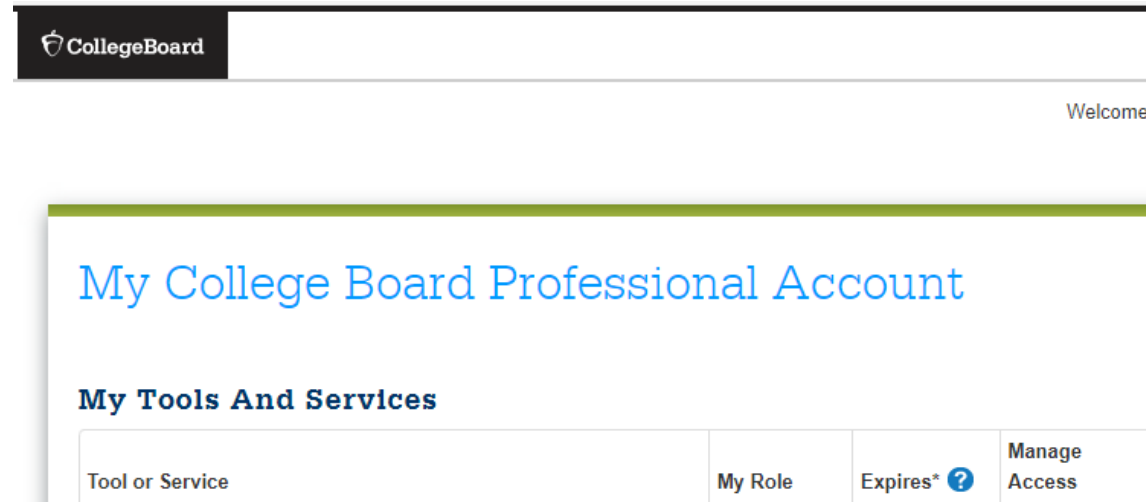 CollegeBoard
Welcome
My College Board Professional Account
My Tools And Services
Tool or Service
My Role
Expires* ?
Manage
Access